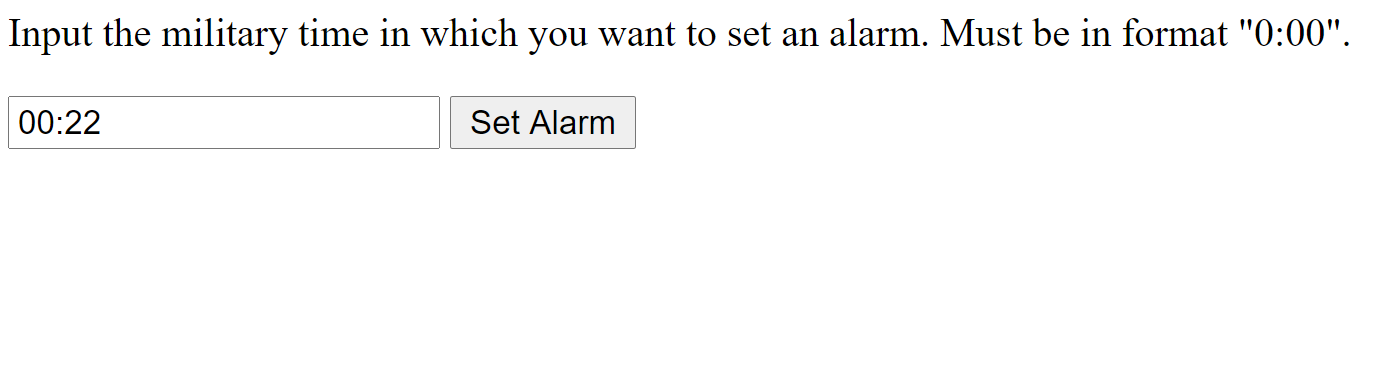 Input the military time in which you want to set an alarm. Must be in format "0:00".
00:22 Set Alarm